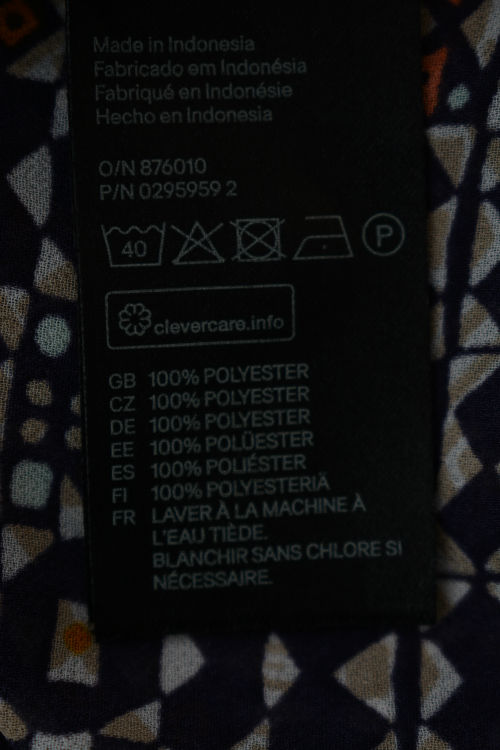 Made in Indonesia
Fabricado em Indonésia
Fabriqué en Indonésie
Hecho en Indonesia
O/N 876010
P/N 0295959 2
40 P
clevercare.info
GB 100% POLYESTER
CZ 100% POLYESTER
DE 100% POLYESTER
EE 100% POLÜESTER
ES 100% POLIÉSTER
FI 100% POLYESTERIÄ
FR LAVER À LA MACHINE À
L'EAU TIÈDE.
BLANCHIR SANS CHLORE SI
NÉCESSAIRE.